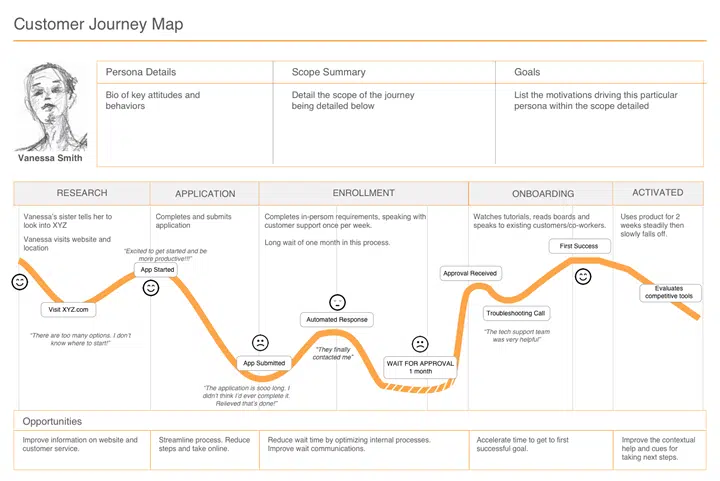 Customer Journey Map
Persona Details
Scope Summary
Goals
Bio of key attitudes and
behaviors
Detail the scope of the journey
being detailed below
List the motivations driving this particular
persona within the scope detailed
Vanessa Smith
RESEARCH
APPLICATION
ENROLLMENT
ONBOARDING
ACTIVATED
Vanessa's sister tells her to
look into XYZ
Vanessa visits website and
location
Completes and submits
application
Completes in-person requirements, speaking with
customer support once per week.
Long wait of one month in this process.
Watches tutorials, reads boards and
speaks to existing customers/co-workers.
Uses product for 2
weeks steadily then
slowly falls off.
"Excited to get started and be
more productive!!!"
App Started
Visit XYZ.com
"There are too many options. I don't
know where to start!"
App Submitted
"The application is sooo long. I
didn't think I'd ever complete it.
Relieved that's done!"
Automated Response
"They finally
contacted me"
WAIT FOR APPROVAL
1 month
Approval Received
Troubleshooting Call
"The tech support team
was very helpful"
First Success
Evaluates
competitive tools
Opportunities
Improve information on website and
customer service.
Streamline process. Reduce
steps and take online.
Reduce wait time by optimizing internal processes.
Improve wait communications.
Accelerate time to get to first
successful goal.
Improve the contextual
help and cues for
taking next steps.